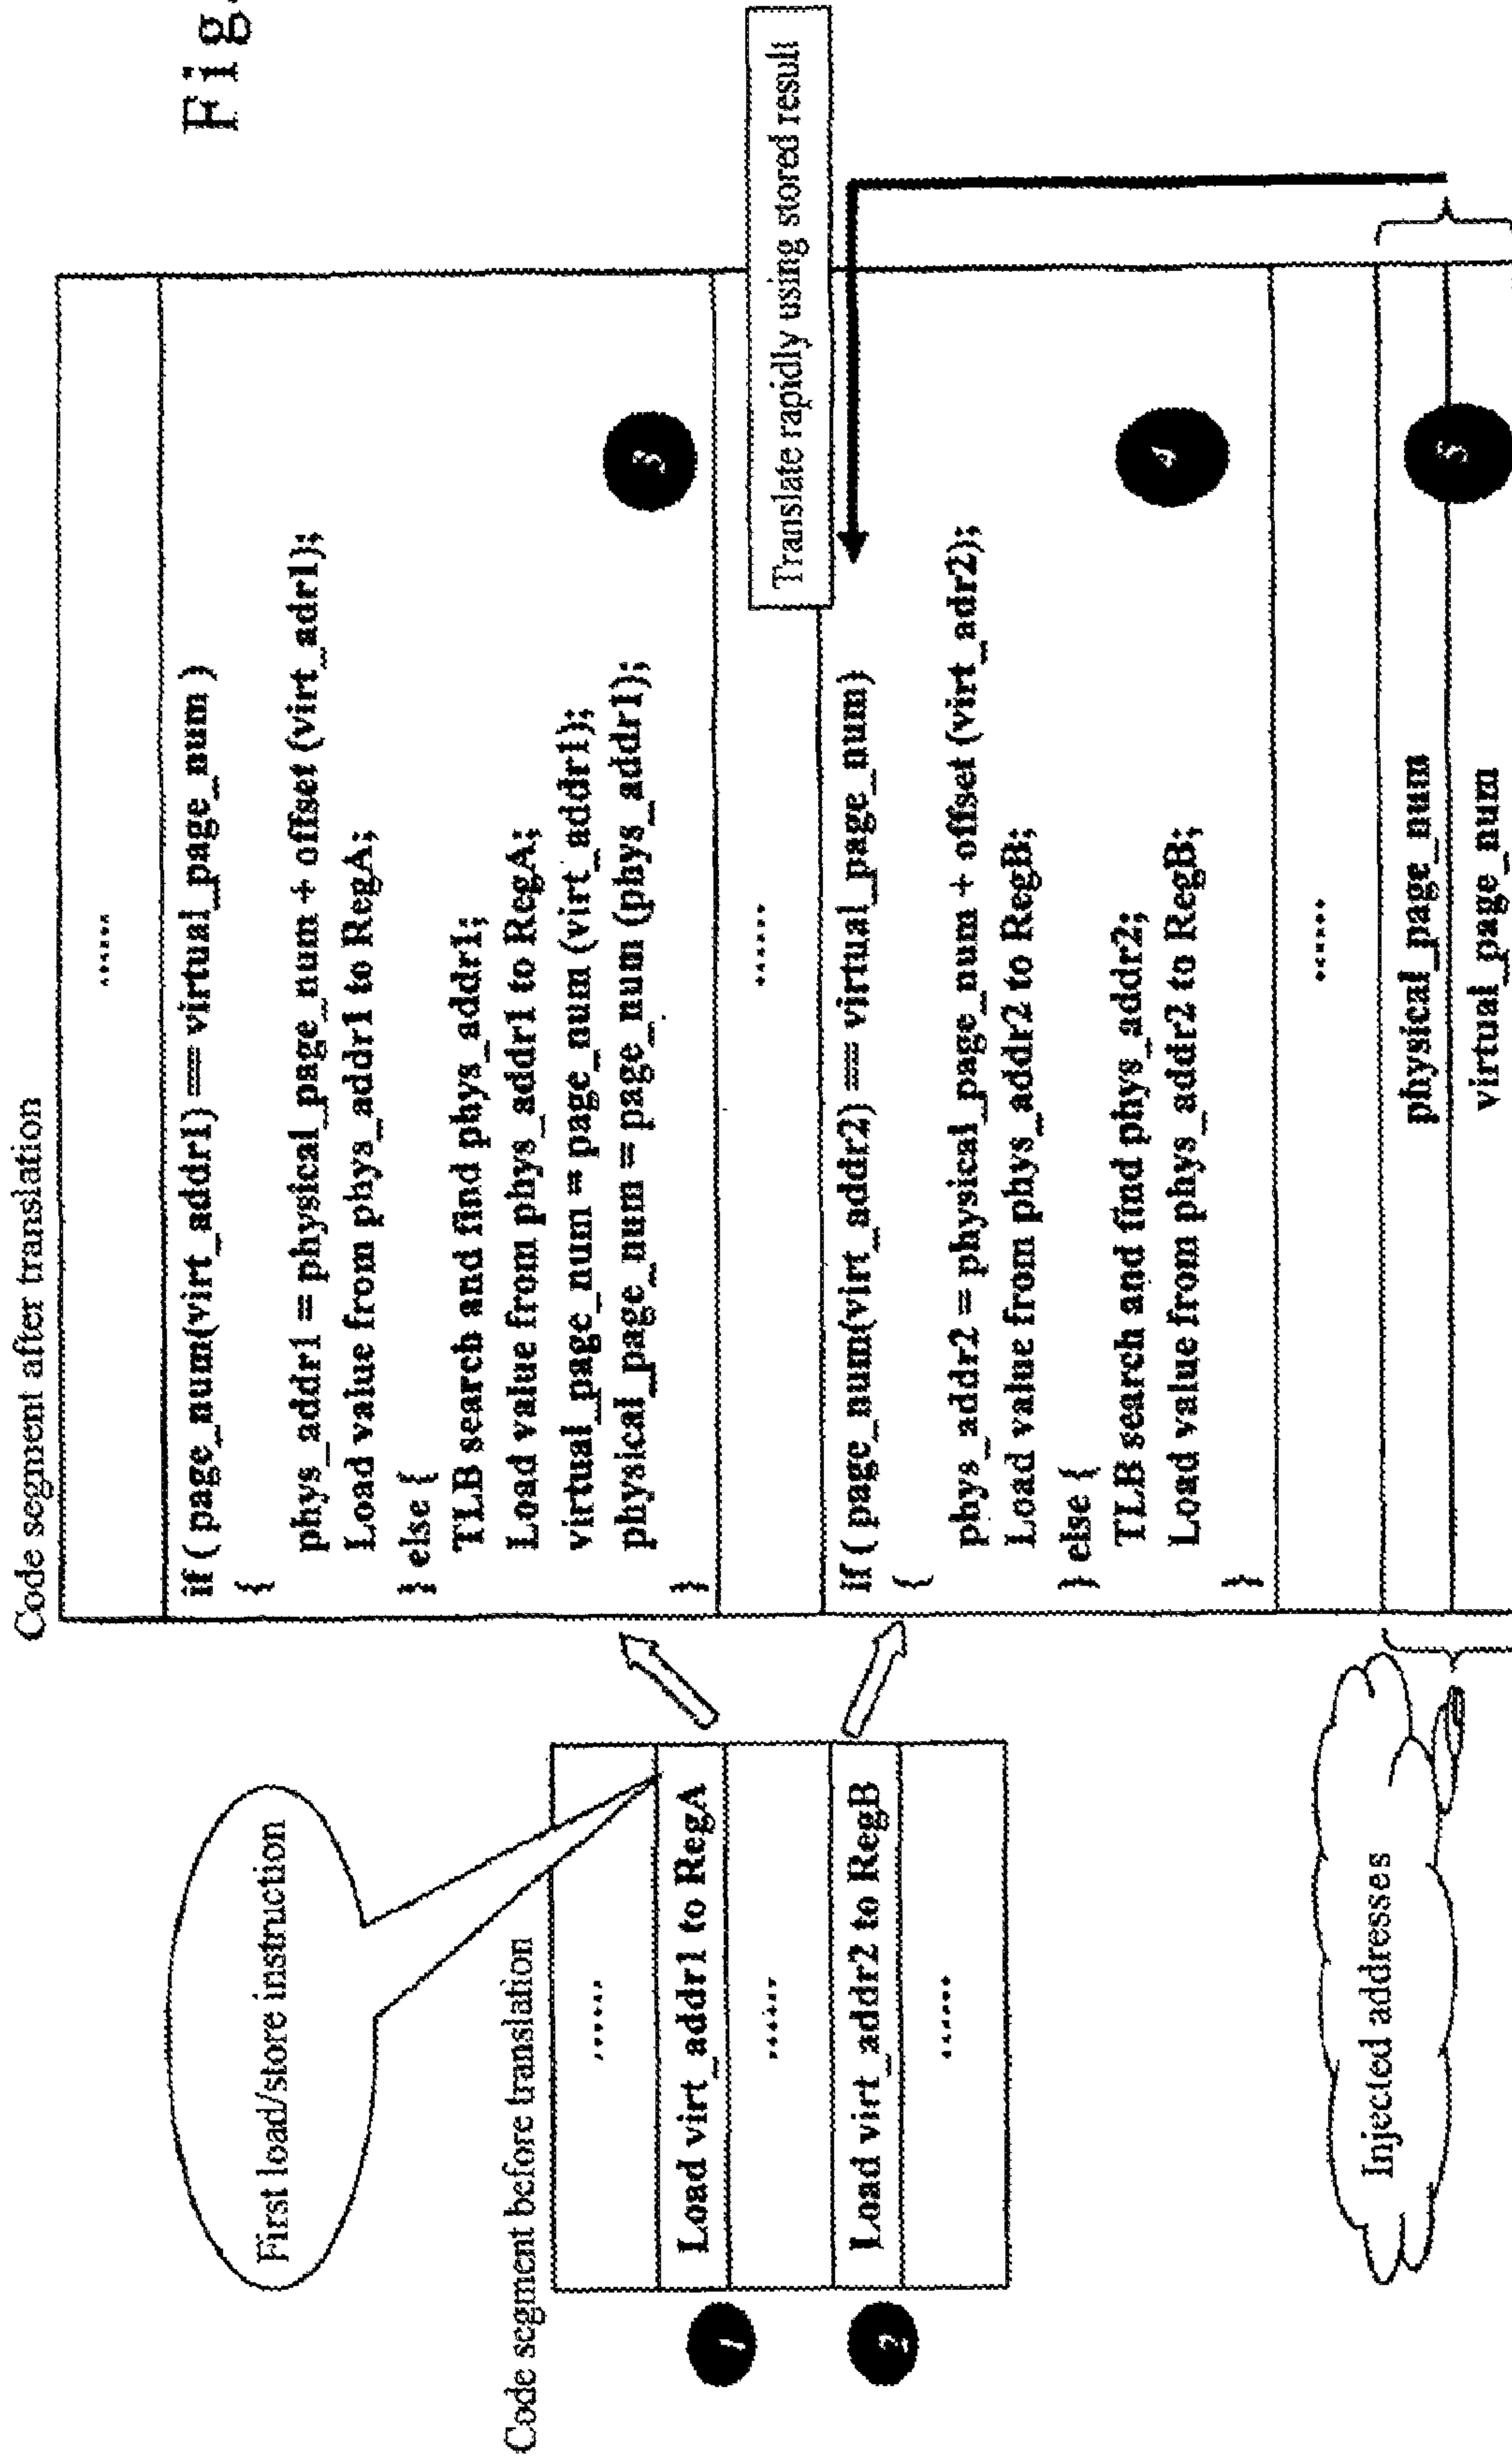 Fig.
Code segment after translation
......
if ( page_num(virt_addr1) == virtual_page_num )
{
phys_addr1 = physical_page_num + offset (virt_adr1);
Load value from phys_addr1 to RegA;
} else {
TLB search and find phys_addr1;
Load value from phys_addr1 to RegA;
virtual_page_num = page_num (virt_addr1);
physical_page_num = page_num (phys_addr1);
}
3
......
Translate rapidly using stored result
if ( page_num(virt_addr2) == virtual_page_num)
{
phys_addr2 = physical_page_num + offset (virt_adr2);
Load value from phys_addr2 to RegB;
} else {
TLB search and find phys_addr2;
Load value from phys_addr2 to RegB;
}
4
......
physical_page_num
virtual_page_num
5
First load/store instruction
Code segment before translation
......
1
Load virt_addr1 to RegA
......
2
Load virt_addr2 to RegB
......
Injected addresses